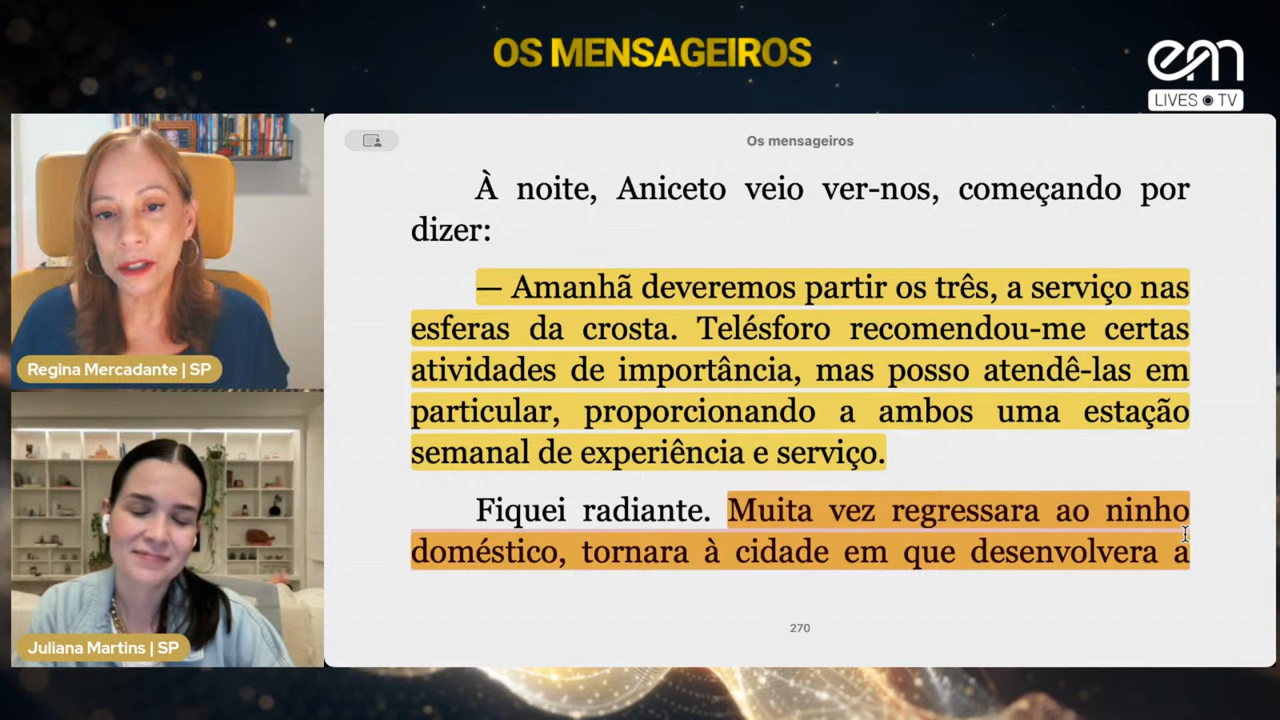 OS MENSAGEIROS
em
LIVES TV
Os mensageiros
À noite, Aniceto veio ver-nos, começando por
dizer:
— Amanhã deveremos partir os três, a serviço nas
esferas da crosta. Telésforo recomendou-me certas
atividades de importância, mas posso atendê-las em
particular, proporcionando a ambos uma estação
semanal de experiência e serviço.
Fiquei radiante. Muita vez regressara ao ninho
doméstico, tornara à cidade em que desenvolvera a
270
Regina Mercadante | SP
Juliana Martins | SP